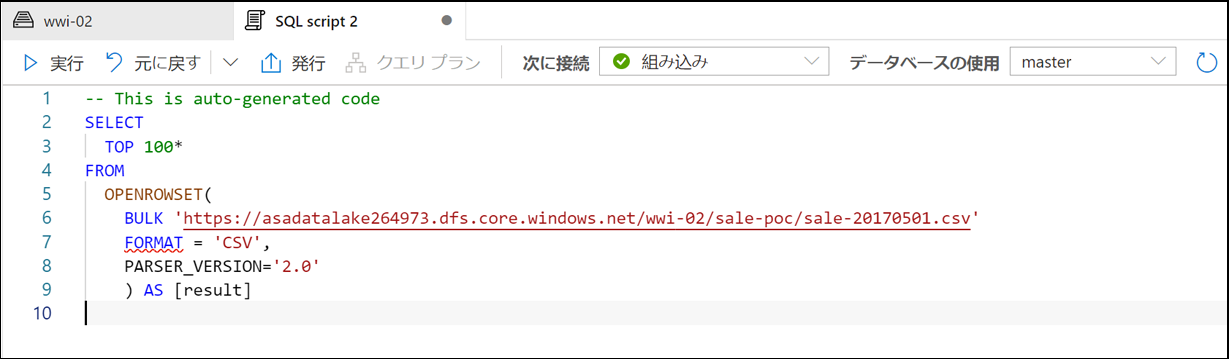 wwi-02
SQL script 2
実行 元に戻す 発行 クエリ プラン 次に接続 組み込み データベースの使用 master
1 -- This is auto-generated code
2 SELECT
3 TOP 100*
4 FROM
5 OPENROWSET(
6 BULK 'https://asadatalake264973.dfs.core.windows.net/wwi-02/sale-poc/sale-20170501.csv'
7 FORMAT = 'CSV',
8 PARSER_VERSION='2.0'
9 ) AS [result]
10